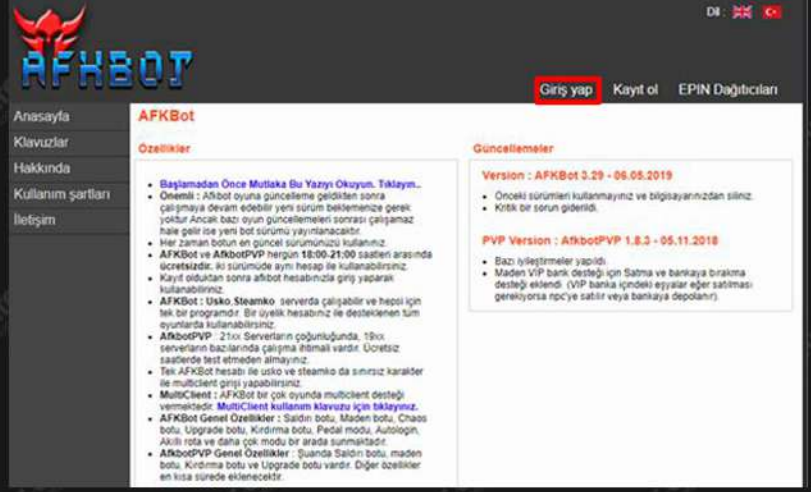 Dil :
AFKBOT
Giriş yap Kayıt ol EPIN Dağıtıcıları
Anasayfa
Klavuzlar
Hakkında
Kullanım şartları
İletişim
AFKBot
Özellikler
Başlamadan Önce Mutlaka Bu Yazıyı Okuyun. Tıklayın..
Önemli : Afkbot oyuna güncelleme geldikten sonra
çalışmaya devam edebilir yeni sürüm beklemenize gerek
yoktur Ancak bazı oyun güncellemeleri sonrası çalışamaz
hale gelir ise yeni bot sürümü yayınlanacaktır.
Her zaman botun en güncel sürümünüzü kullanınız.
AFKBot ve AfkbotPVP hergün 18:00-21:00 saatleri arasında
ücretsizdir. iki sürümüde aynı hesap ile kullanabilirsiniz.
Kayıt olduktan sonra afkbot hesabınızla giriş yaparak
kullanabiliriniz.
AFKBot : Usko,Steamko serverda çalışabilir ve hepsi için
tek bir programdır. Bir üyelik hesabınız ile desteklenen tüm
oyunlarda kullanabilirsiniz.
AfkbotPVP : 21xx Serverların çoğunluğunda, 19xx
serverların bazılarında çalışma ihtimali vardır. Ücretsiz
saatlerde test etmeden almayınız.
Tek AFKBot hesabı ile usko ve steamko da sınırsız karakter
ile multiclient girişi yapabilirsiniz.
MultiClient : AFKBot bir çok oyunda multiclient desteği
vermektedir. MultiClient kullanım klavuzu için tıklayınız.
AFKBot Genel Özellikler : Saldırı botu, Maden botu, Chaos
botu, Upgrade botu, Kırdırma botu, Pedal modu, Autologin,
Akıllı rota ve daha çok modu bir arada sunmaktadır.
AfkbotPVP Genel Özellikler : Şuanda Saldırı botu, maden
botu, Kırdırma botu ve Upgrade botu vardır. Diğer özellikler
en kısa sürede eklenecektir.
Güncellemeler
Version : AFKBot 3.29 - 06.05.2019
Önceki sürümleri kullanmayınız ve bilgisayarınızdan siliniz.
Kritik bir sorun giderildi.
PVP Version : AfkbotPVP 1.8.3 - 05.11.2018
Bazı iyileştirmeler yapıldı.
Maden VIP bank desteği için Satma ve bankaya bırakma
desteği eklendi. (VIP banka içindeki eşyalar eğer satılması
gerekiyorsa npc'ye satılır veya bankaya depolanır).